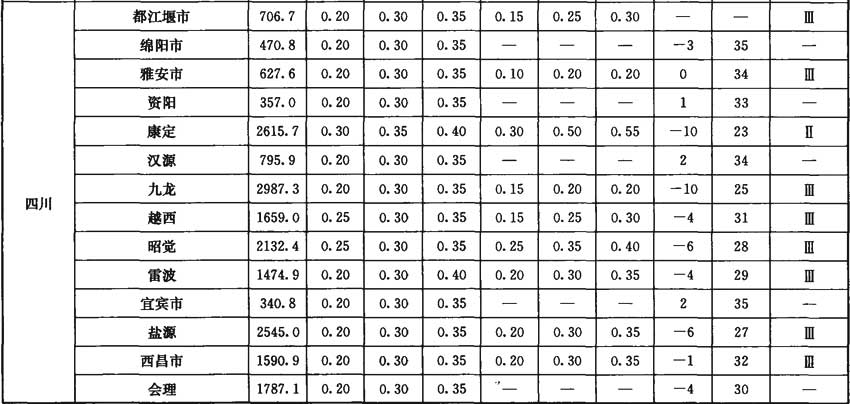 都江堰市 706.7 0.20 0.30 0.35 0.15 0.25 0.30 — — Ⅲ
绵阳市 470.8 0.20 0.30 0.35 — — — -3 35 —
雅安市 627.6 0.20 0.30 0.35 0.10 0.20 0.20 0 34 Ⅲ
资阳 357.0 0.20 0.30 0.35 — — — 1 33 —
康定 2615.7 0.30 0.35 0.40 0.30 0.50 0.55 -10 23 Ⅱ
汉源 795.9 0.20 0.30 0.35 — — — 2 34 —
四川 九龙 2987.3 0.20 0.30 0.35 0.15 0.20 0.20 -10 25 Ⅲ
越西 1659.0 0.25 0.30 0.35 0.15 0.25 0.30 -4 31 Ⅲ
昭觉 2132.4 0.25 0.30 0.35 0.25 0.35 0.40 -6 28 Ⅲ
雷波 1474.9 0.20 0.30 0.40 0.20 0.30 0.35 -4 29 Ⅲ
宜宾市 340.8 0.20 0.30 0.35 — — — 2 35 —
盐源 2545.0 0.20 0.30 0.35 0.20 0.30 0.35 -6 27 Ⅲ
西昌市 1590.9 0.20 0.30 0.35 0.20 0.30 0.35 -1 32 Ⅲ
会理 1787.1 0.20 0.30 0.35 — — — -4 30 —